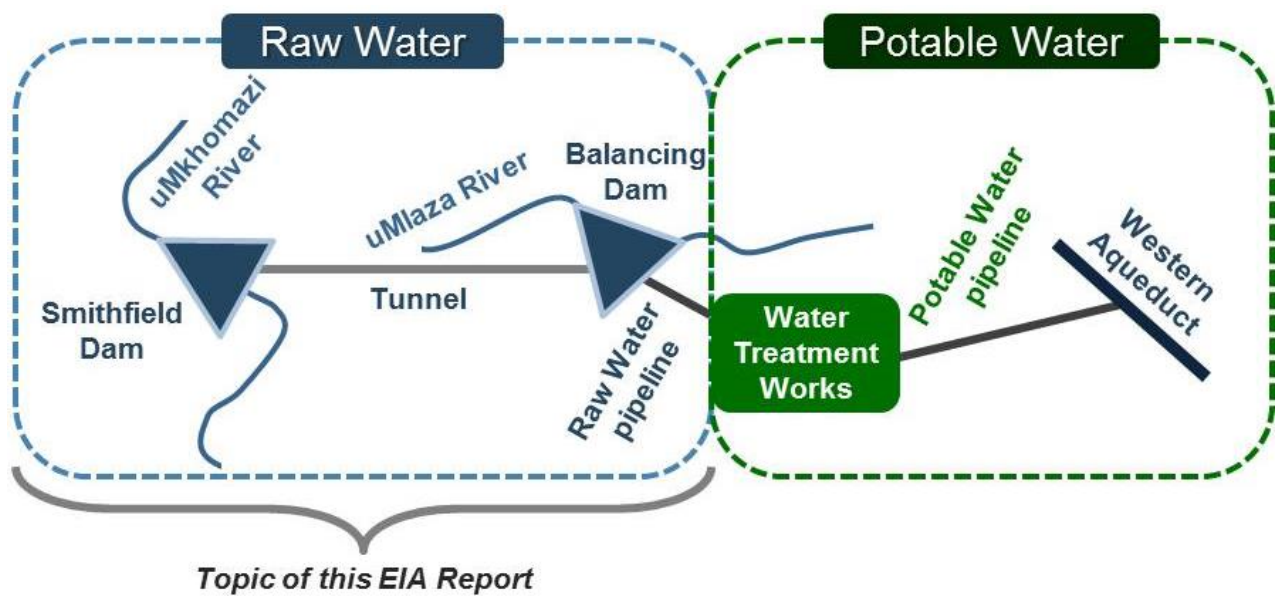 Raw Water
Potable Water
uMkhomazi
River
uMlaza River
Balancing
Dam
Smithfield
Dam
Tunnel
Raw Water
pipeline
Water
Treatment
Works
Potable Water
pipeline
Western
Aqueduct
Topic of this EIA Report